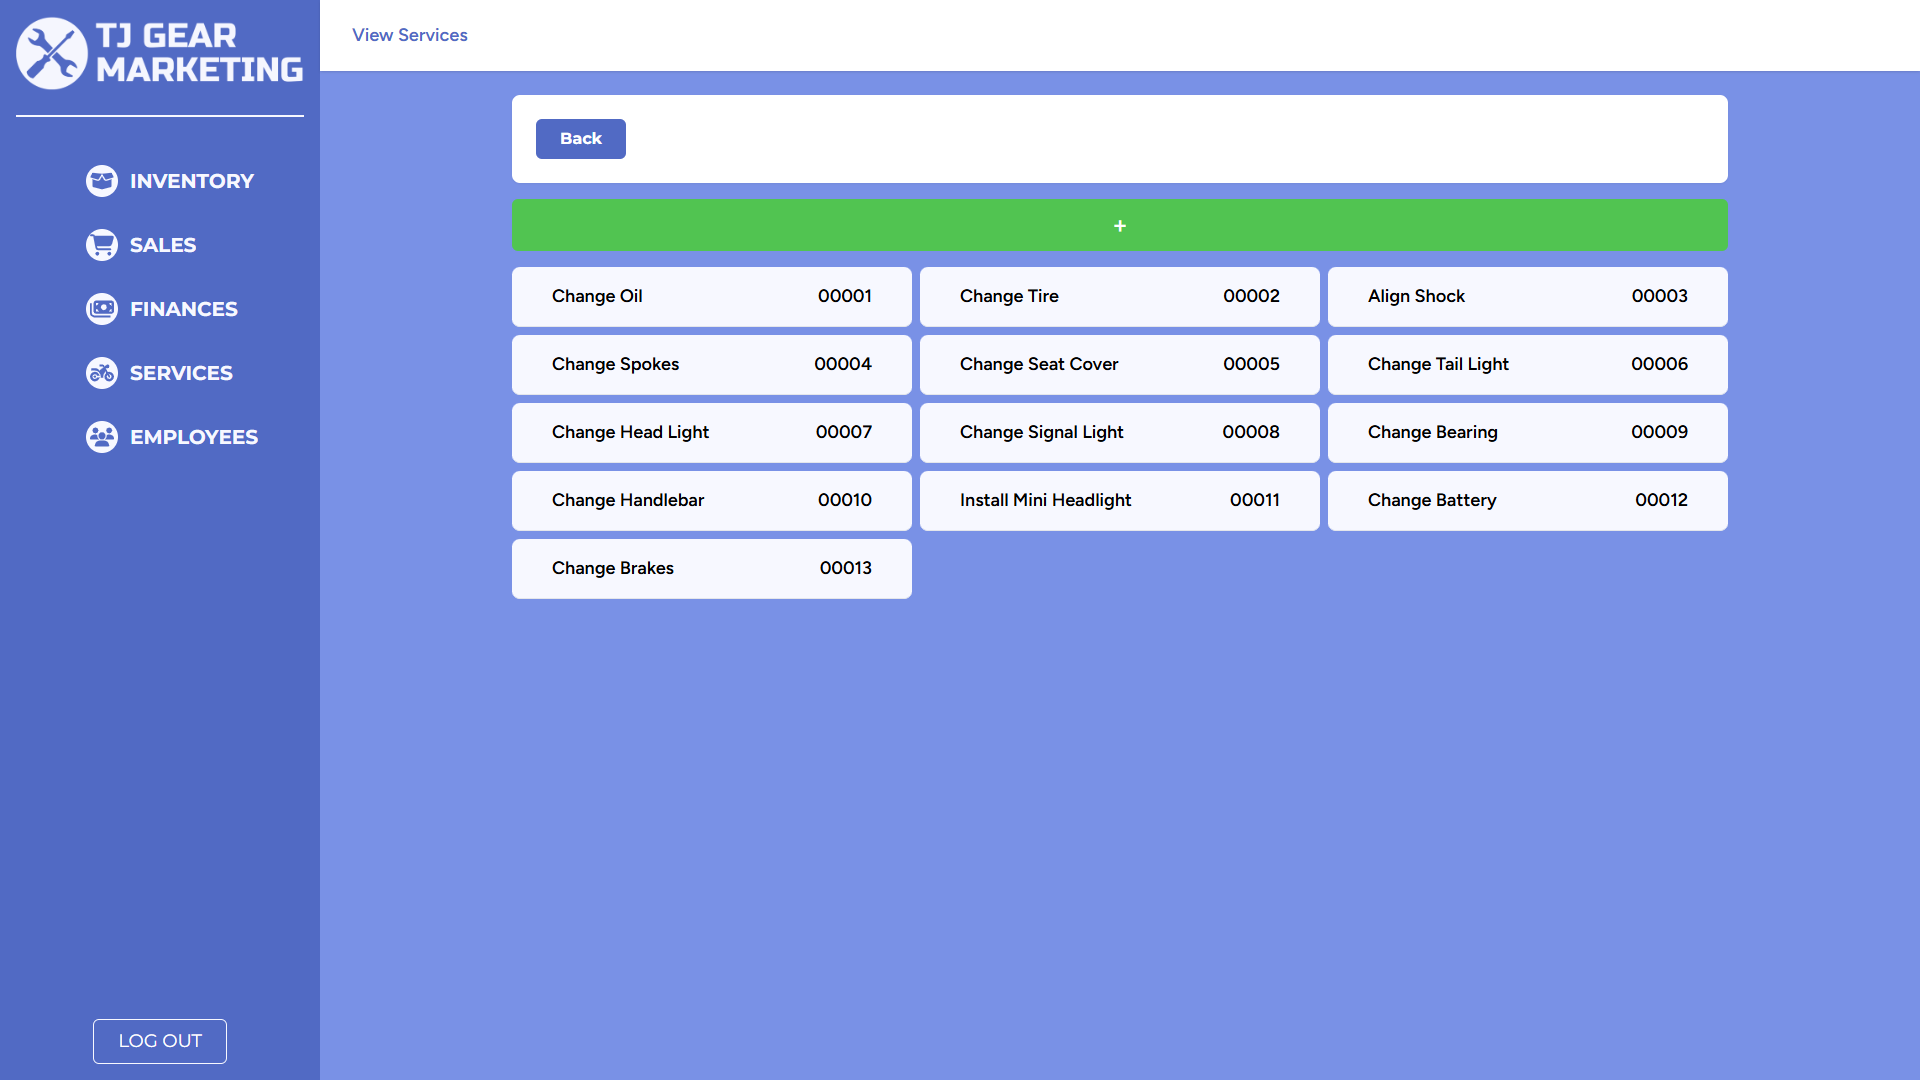 TJ GEAR
MARKETING
INVENTORY
SALES
FINANCES
SERVICES
EMPLOYEES
LOG OUT
View Services
Back
+
Change Oil 00001
Change Tire 00002
Align Shock 00003
Change Spokes 00004
Change Seat Cover 00005
Change Tail Light 00006
Change Head Light 00007
Change Signal Light 00008
Change Bearing 00009
Change Handlebar 00010
Install Mini Headlight 00011
Change Battery 00012
Change Brakes 00013